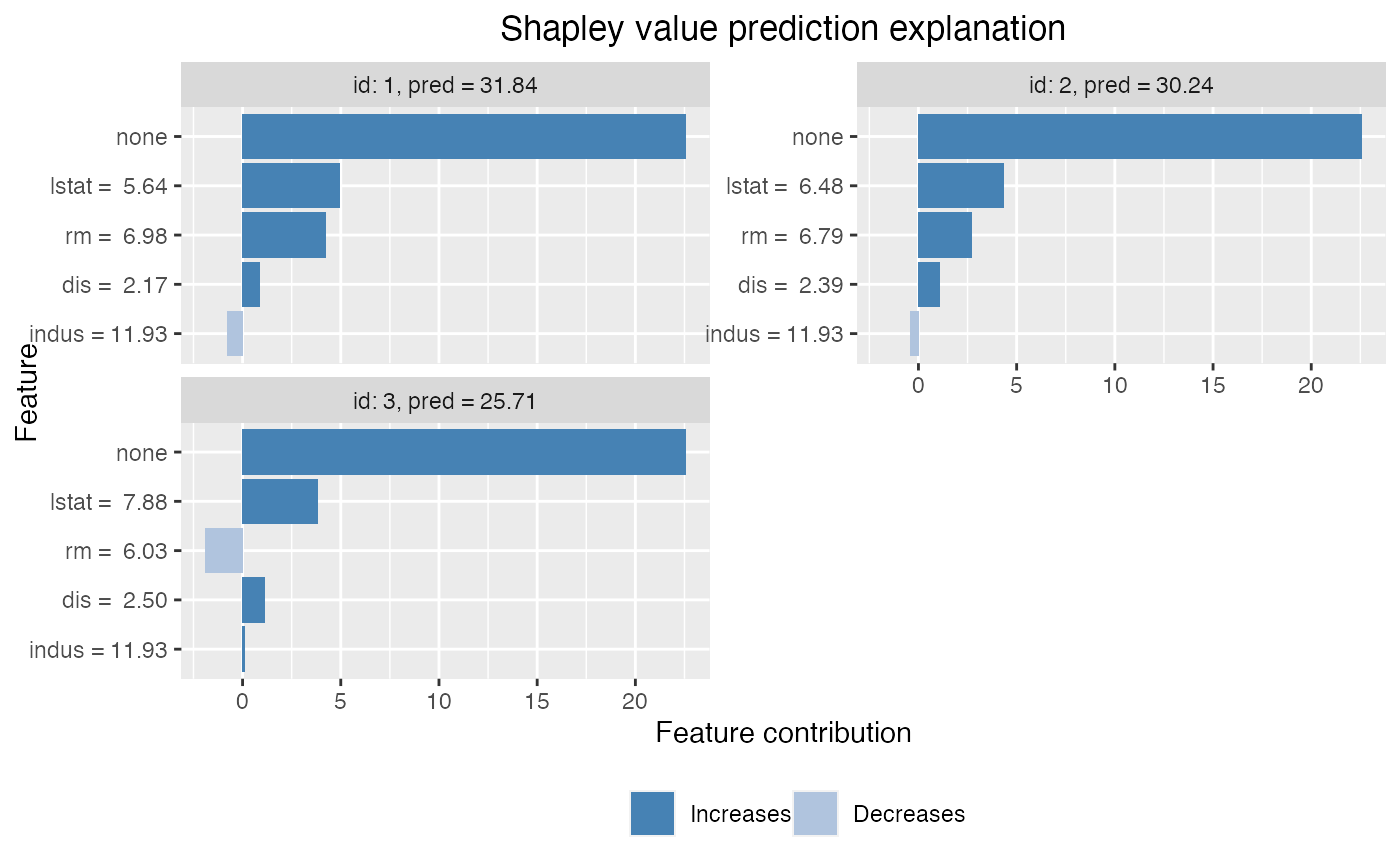 Shapley value prediction explanation
id: 1, pred = 31.84
none
lstat = 5.64
rm = 6.98
dis = 2.17
indus = 11.93
id: 2, pred = 30.24
none
lstat = 6.48
rm = 6.79
dis = 2.39
indus = 11.93
0 5 10 15 20
Feature
id: 3, pred = 25.71
none
lstat = 7.88
rm = 6.03
dis = 2.50
indus = 11.93
0 5 10 15 20
Feature contribution
Increases Decreases